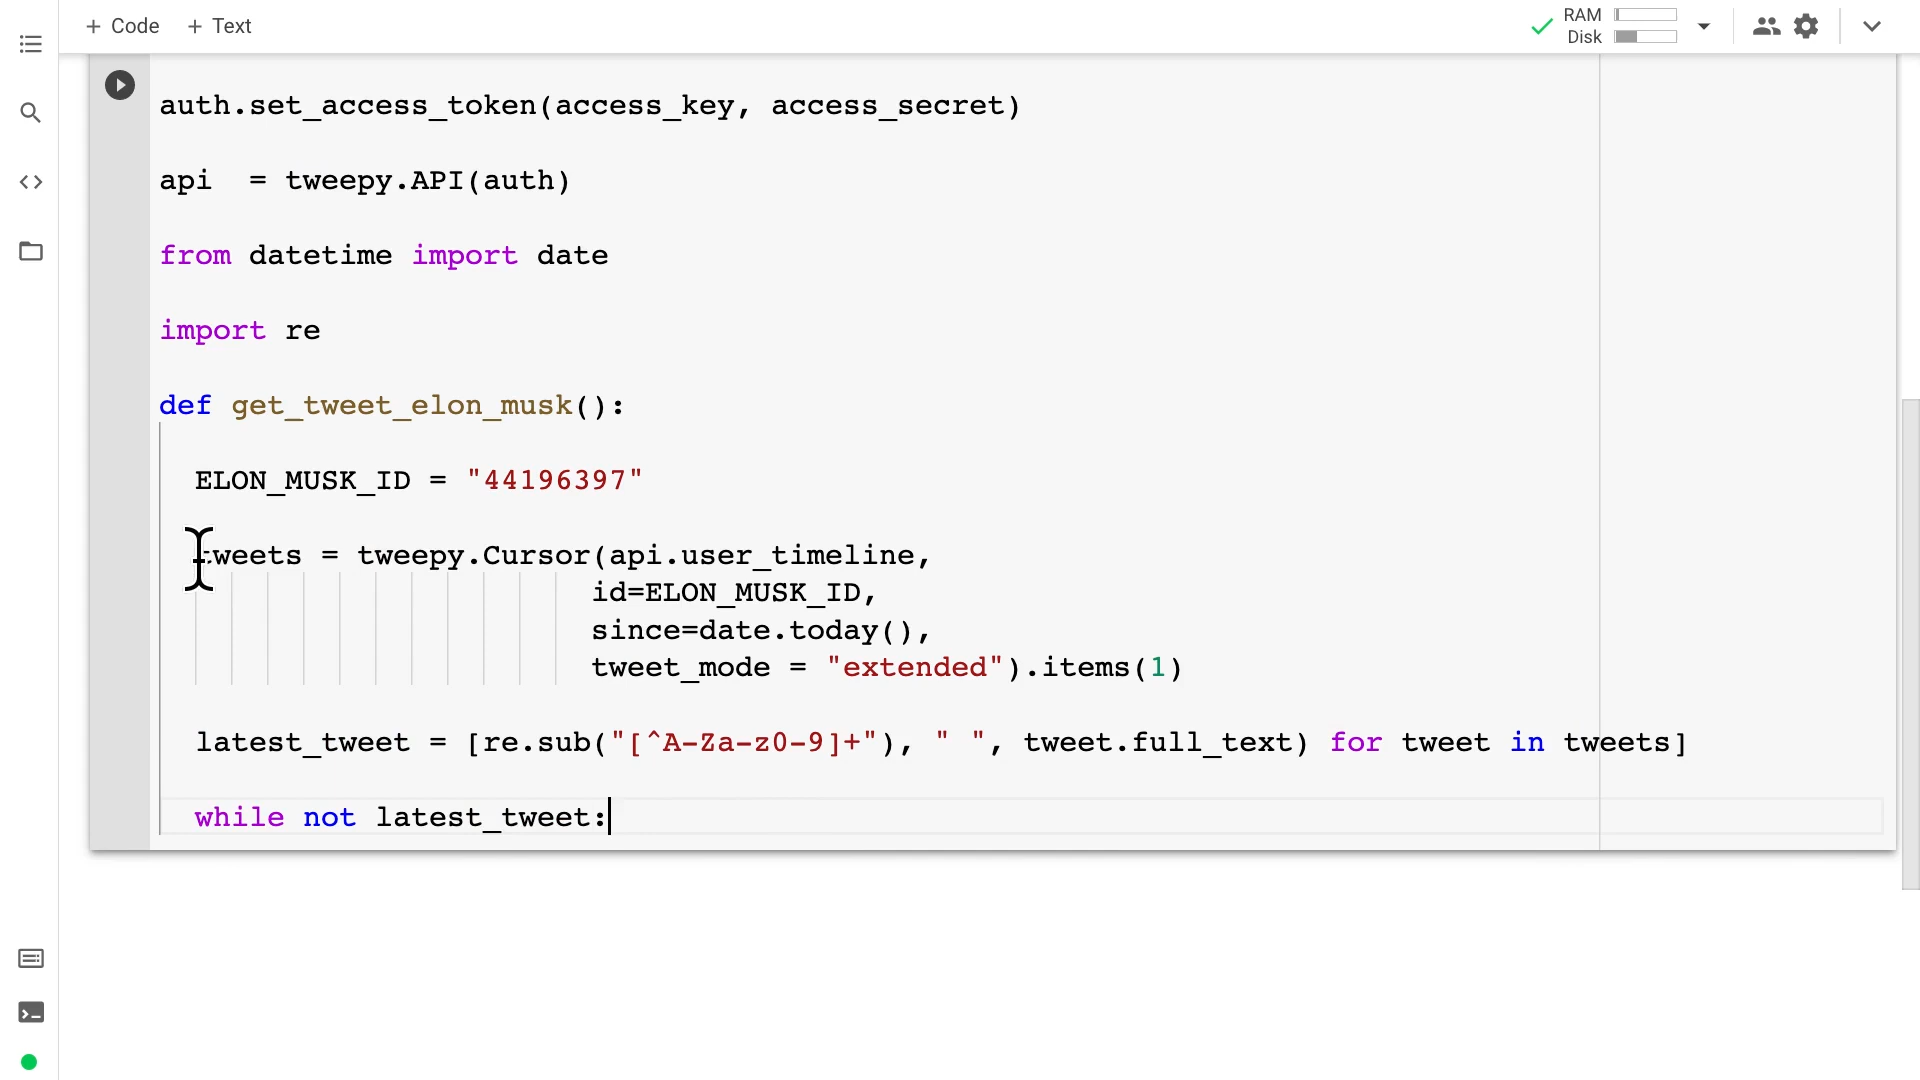 + Code + Text
RAM
Disk
auth.set_access_token(access_key, access_secret)
api  = tweepy.API(auth)
from datetime import date
import re
def get_tweet_elon_musk():
ELON_MUSK_ID = "44196397"
tweets = tweepy.Cursor(api.user_timeline,
id=ELON_MUSK_ID,
since=date.today(),
tweet_mode = "extended").items(1)
latest_tweet = [re.sub("[^A-Za-z0-9]+"), " ", tweet.full_text) for tweet in tweets]
while not latest_tweet: